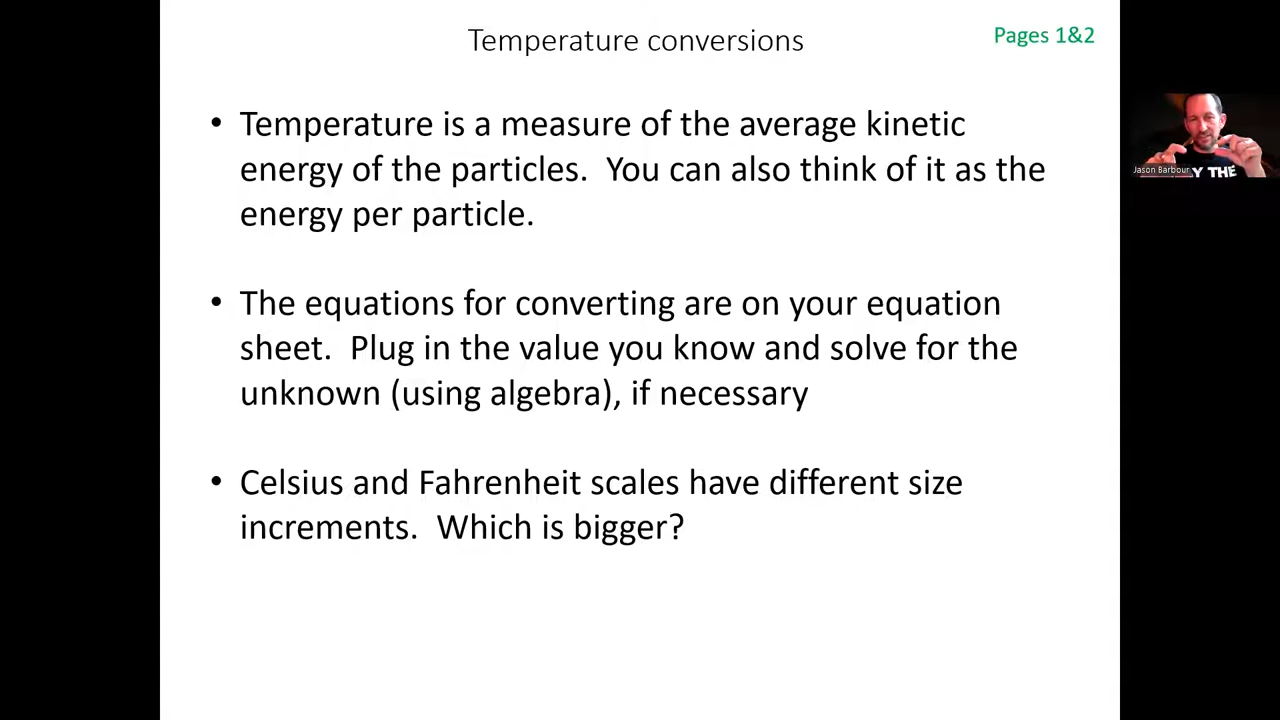 Temperature conversions
Pages 1&2
• Temperature is a measure of the average kinetic
energy of the particles.  You can also think of it as the
energy per particle.
• The equations for converting are on your equation
sheet.  Plug in the value you know and solve for the
unknown (using algebra), if necessary
• Celsius and Fahrenheit scales have different size
increments.  Which is bigger?
Jason Barbour
Y THE